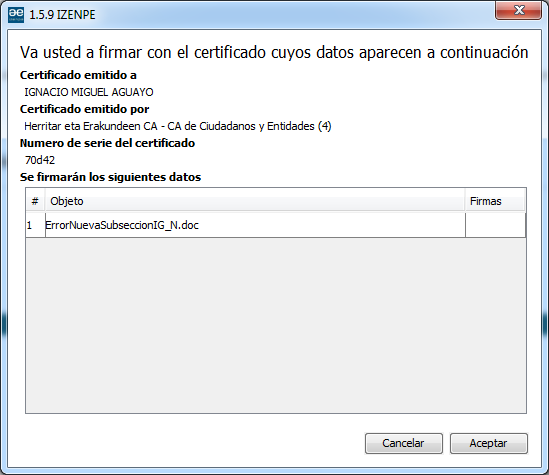 1.5.9 IZENPE
Va usted a firmar con el certificado cuyos datos aparecen a continuación
Certificado emitido a
IGNACIO MIGUEL AGUAYO
Certificado emitido por
Herritar eta Erakundeen CA - CA de Ciudadanos y Entidades (4)
Numero de serie del certificado
70d42
Se firmarán los siguientes datos
# Objeto Firmas
1 ErrorNuevaSubseccionIG_N.doc
Cancelar Aceptar